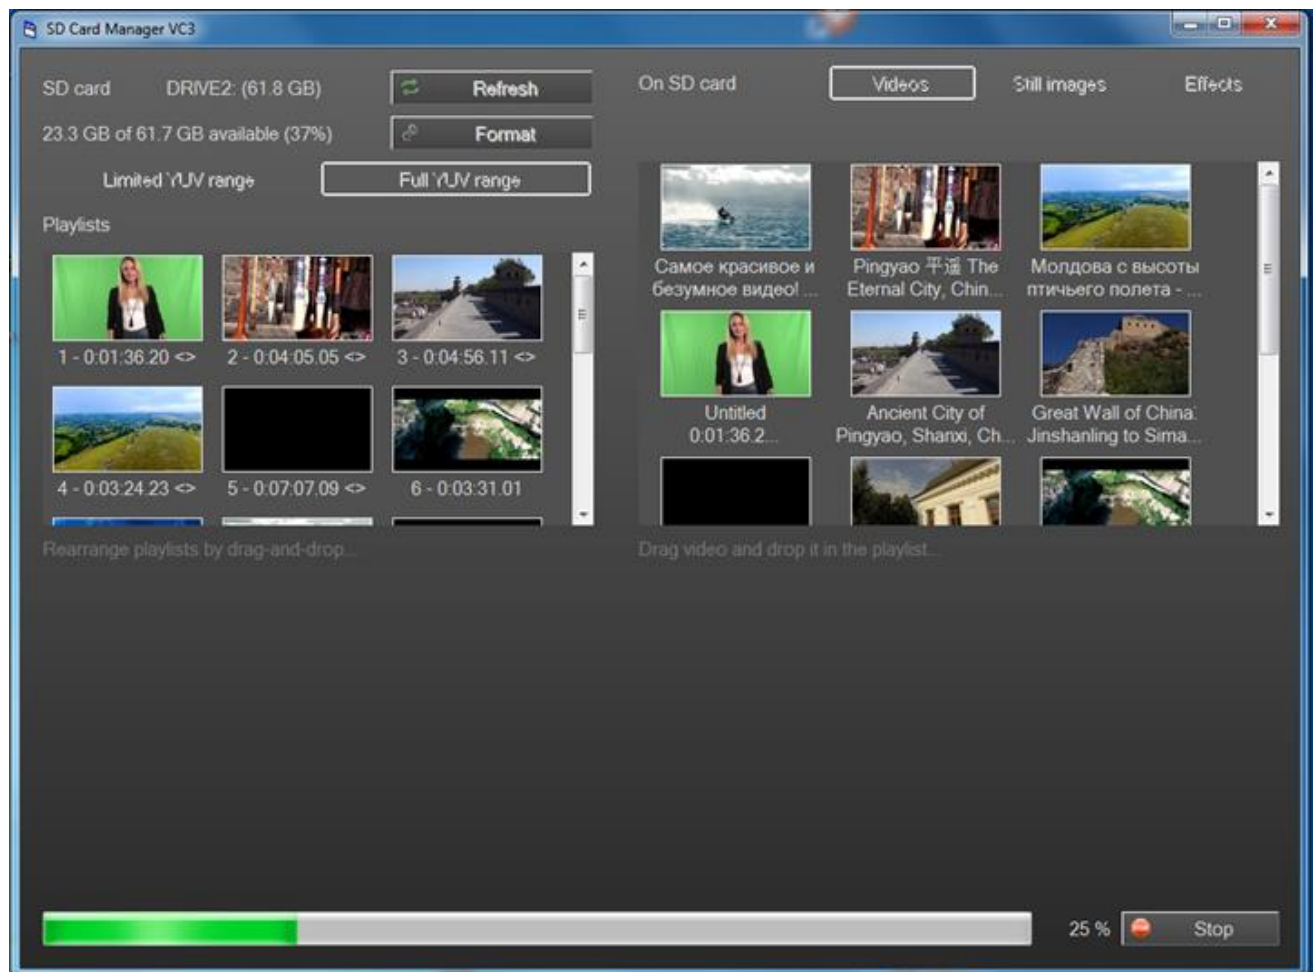 SD Card Manager VC3
SD card DRIVE2: (61.8 GB) Refresh
23.3 GB of 61.7 GB available (37%) Format
Limited YUV range Full YUV range
Playlists
1 - 0:01:36.20 <> 2 - 0:04:05.05 <> 3 - 0:04:56.11 <>
4 - 0:03:24.23 <> 5 - 0:07:07.09 <> 6 - 0:03:31.01
Rearrange playlists by drag-and-drop...
On SD card Videos Still images Effects
Самое красивое и
безумное видео! ...
Pingyao 平遥 The
Eternal City, Chin...
Молдова с высоты
птичьего полета - ...
Untitled
0:01:36.2...
Ancient City of
Pingyao, Shanxi, Ch...
Great Wall of China:
Jinshanling to Sima...
Drag video and drop it in the playlist...
25 % Stop